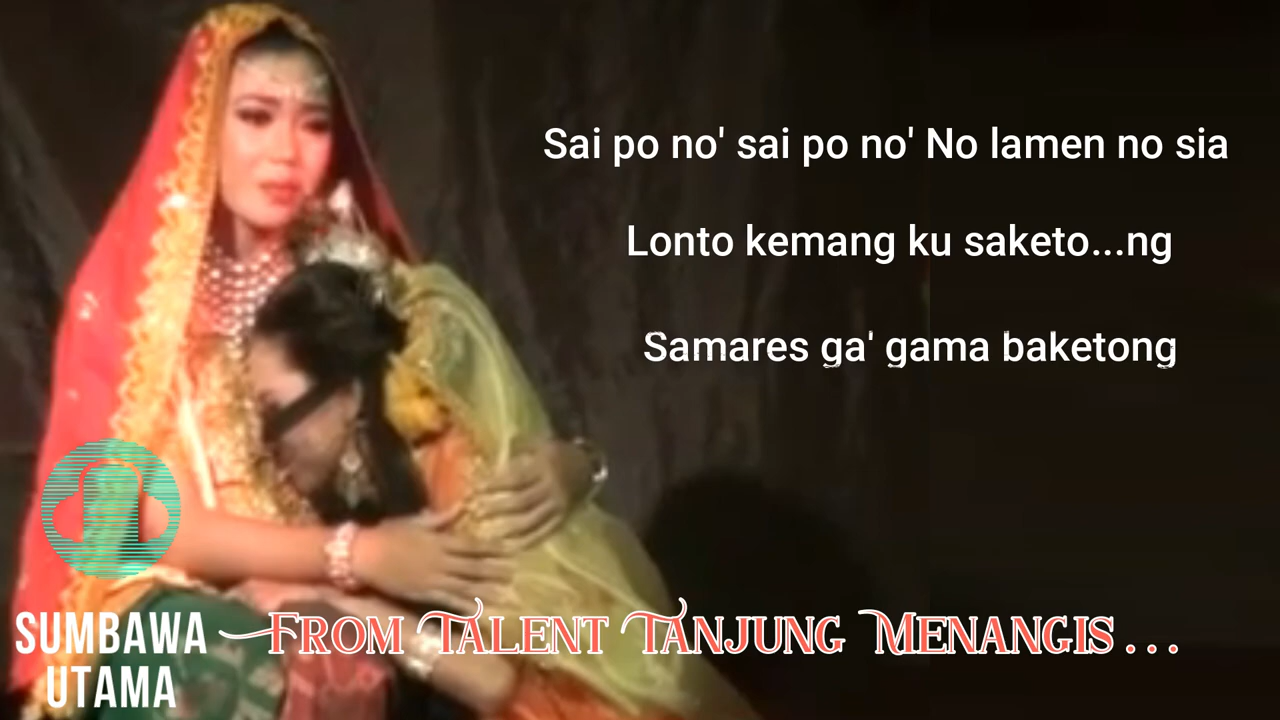 Sai po no' sai po no' No lamen no sia
Lonto kemang ku saketo...ng
Samares ga' gama baketong
SUMBAWA
UTAMA
From Talent Tanjung Menangis...